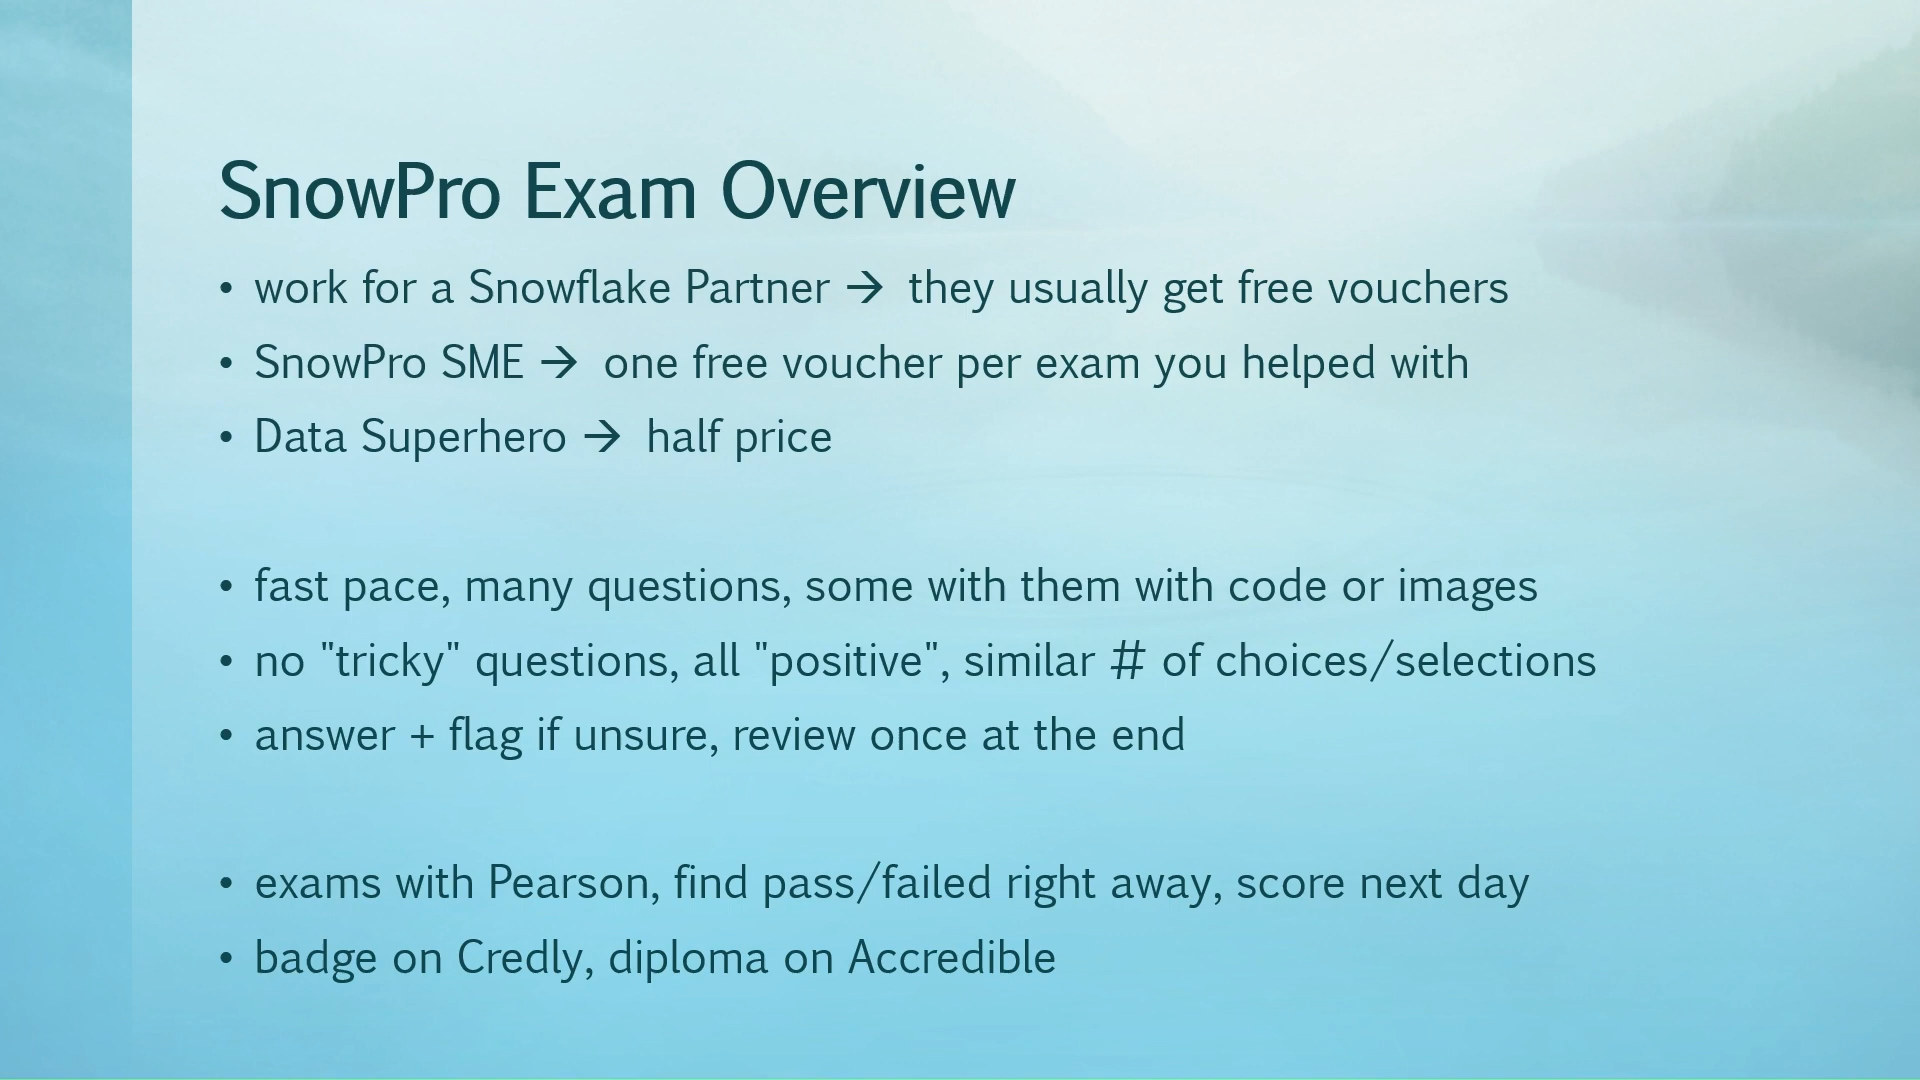 SnowPro Exam Overview
• work for a Snowflake Partner → they usually get free vouchers
• SnowPro SME → one free voucher per exam you helped with
• Data Superhero → half price
• fast pace, many questions, some with them with code or images
• no "tricky" questions, all "positive", similar # of choices/selections
• answer + flag if unsure, review once at the end
• exams with Pearson, find pass/failed right away, score next day
• badge on Credly, diploma on Accredible